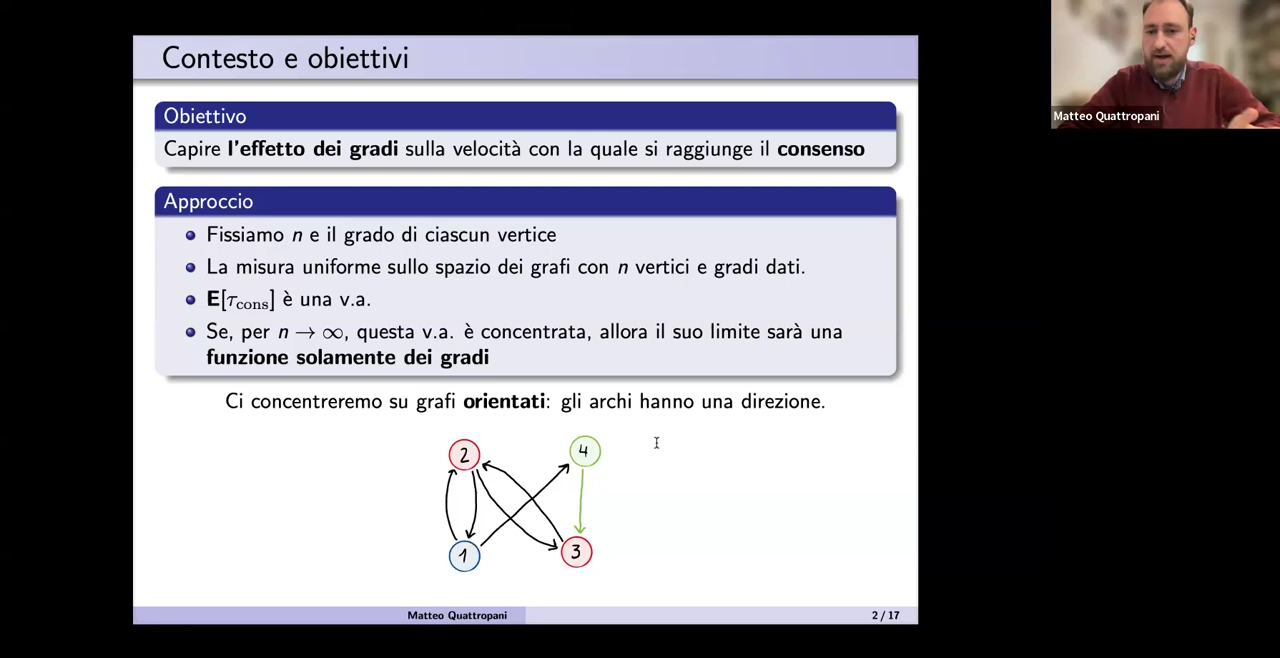 Contesto e obiettivi
Obiettivo
Capire l'effetto dei gradi sulla velocità con la quale si raggiunge il consenso
Approccio
Fissiamo n e il grado di ciascun vertice
La misura uniforme sullo spazio dei grafi con n vertici e gradi dati.
E[τcons] è una v.a.
Se, per n → ∞, questa v.a. è concentrata, allora il suo limite sarà una
funzione solamente dei gradi
Ci concentreremo su grafi orientati: gli archi hanno una direzione.
2 4
1 3
Matteo Quattropani 2 / 17
Matteo Quattropani